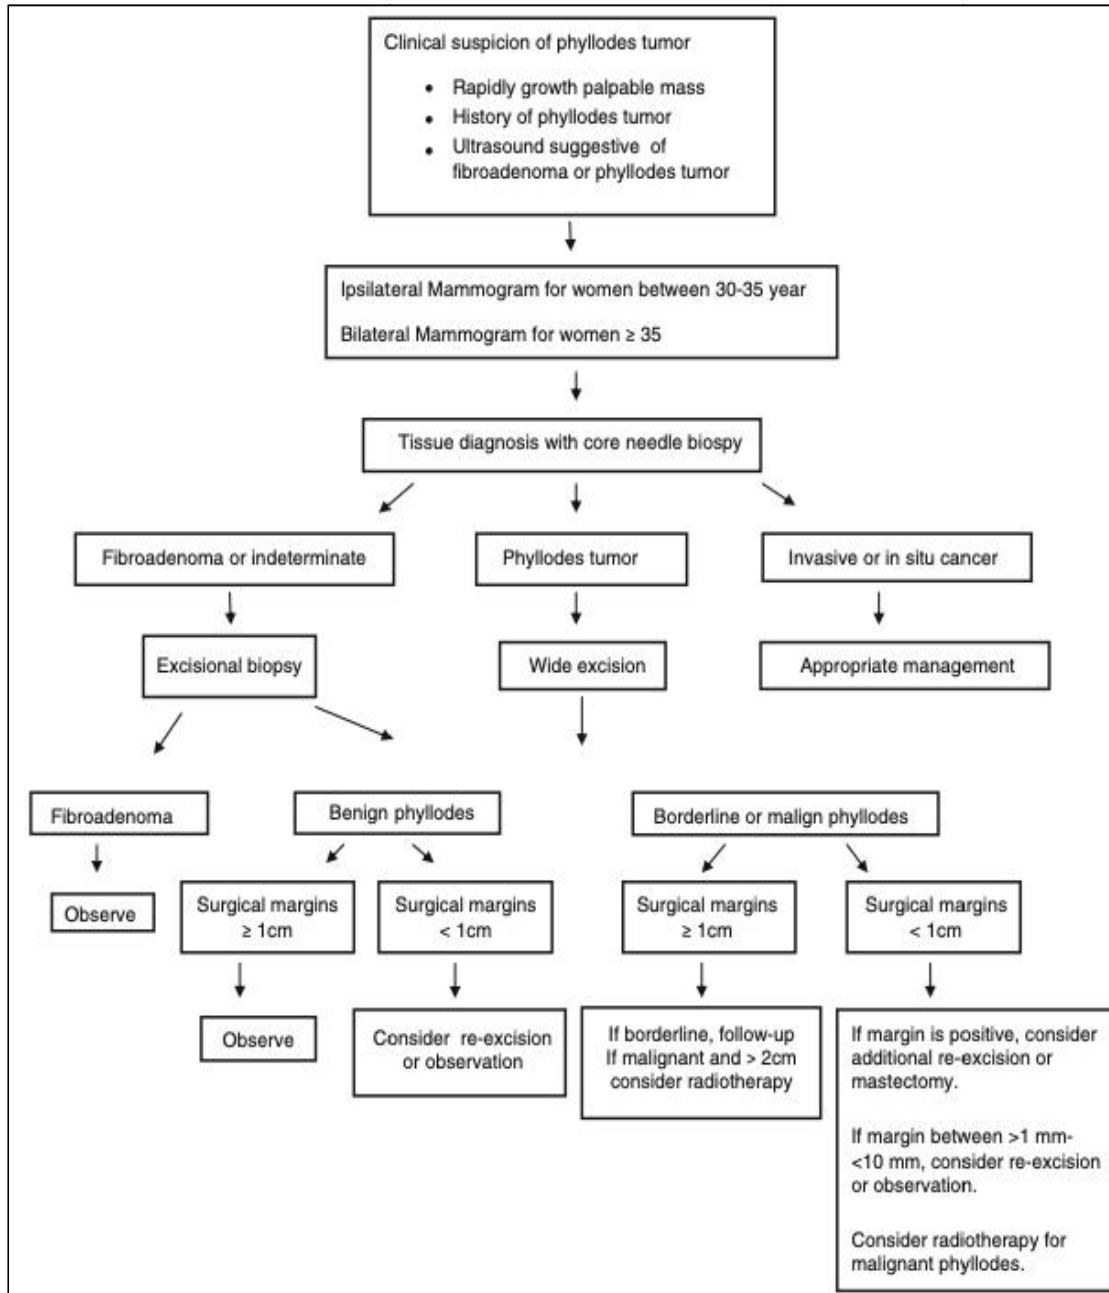 Clinical suspicion of phyllodes tumor
• Rapidly growth palpable mass
• History of phyllodes tumor
• Ultrasound suggestive of
fibroadenoma or phyllodes tumor
Ipsilateral Mammogram for women between 30-35 year
Bilateral Mammogram for women ≥ 35
Tissue diagnosis with core needle biospy
Fibroadenoma or indeterminate
Phyllodes tumor
Invasive or in situ cancer
Excisional biopsy
Wide excision
Appropriate management
Fibroadenoma
Benign phyllodes
Borderline or malign phyllodes
Observe
Surgical margins
≥ 1cm
Surgical margins
< 1cm
Surgical margins
≥ 1cm
Surgical margins
< 1cm
Observe
Consider re-excision
or observation
If borderline, follow-up
If malignant and > 2cm
consider radiotherapy
If margin is positive, consider
additional re-excision or
mastectomy.
If margin between >1 mm-
<10 mm, consider re-excision
or observation.
Consider radiotherapy for
malignant phyllodes.